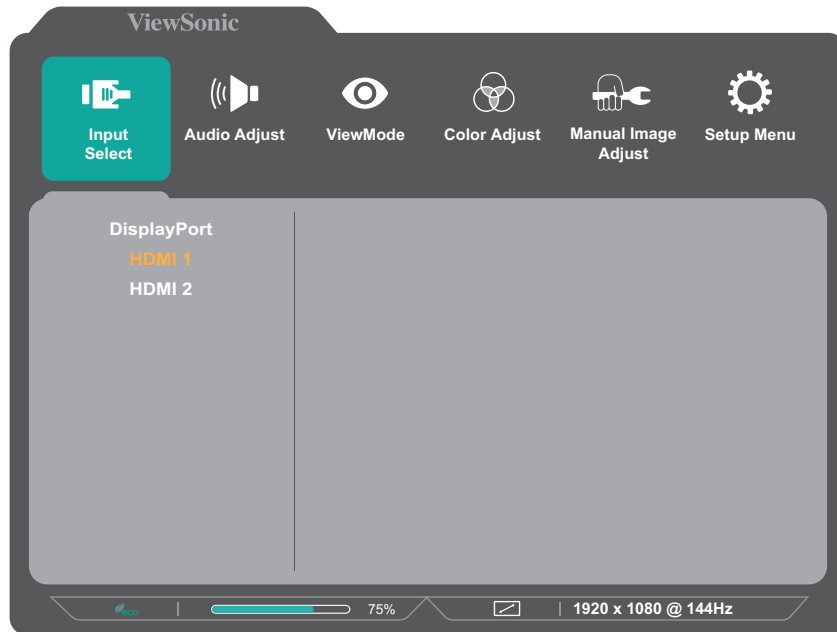 ViewSonic
Input
Select
Audio Adjust
ViewMode
Color Adjust
Manual Image
Adjust
Setup Menu
DisplayPort
HDMI 1
HDMI 2
eco
75%
1920 x 1080 @ 144Hz